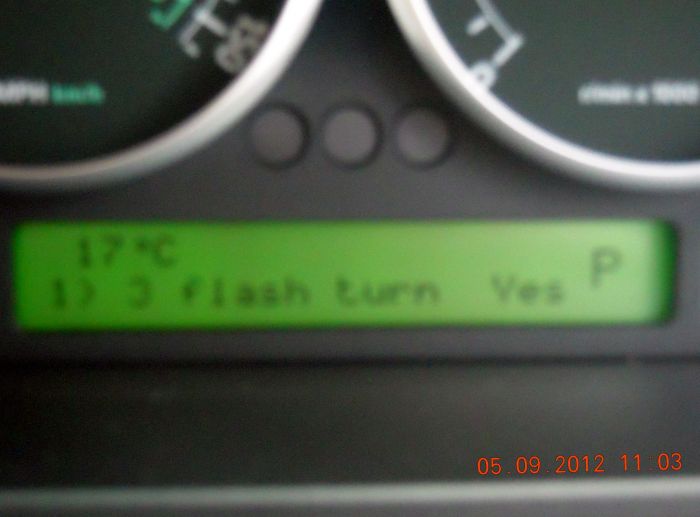 MPH km/h
r/min x 1000
17°C
P
1) 3 flash turn Yes
05.09.2012 11:03